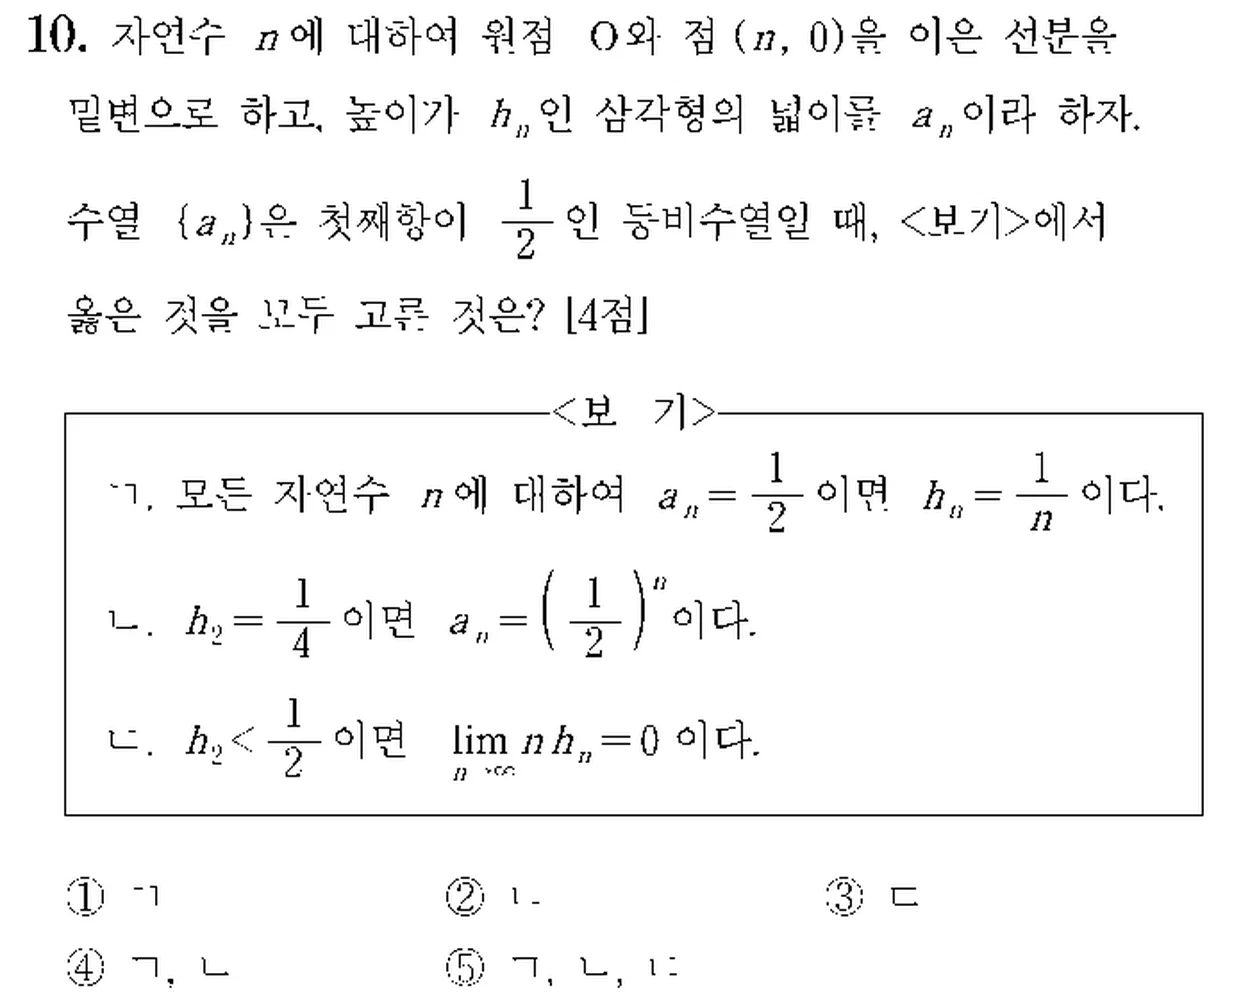 10. 자연수 n에 대하여 원점 O와 점 (n, 0)을 이은 선분을
밑변으로 하고, 높이가 hₙ인 삼각형의 넓이를 aₙ이라 하자.
수열 {aₙ}은 첫째항이 1/2인 등비수열일 때, <보기>에서
옳은 것을 모두 고른 것은? [4점]
<보 기>
ㄱ. 모든 자연수 n에 대하여 aₙ = 1/2 이면 hₙ = 1/n 이다.
ㄴ. h₂ = 1/4 이면 aₙ = (1/2)ⁿ이다.
ㄷ. h₂ < 1/2 이면 lim n→∞ nhₙ = 0 이다.
① ㄱ ② ㄴ ③ ㄷ
④ ㄱ, ㄴ ⑤ ㄱ, ㄴ, ㄷ